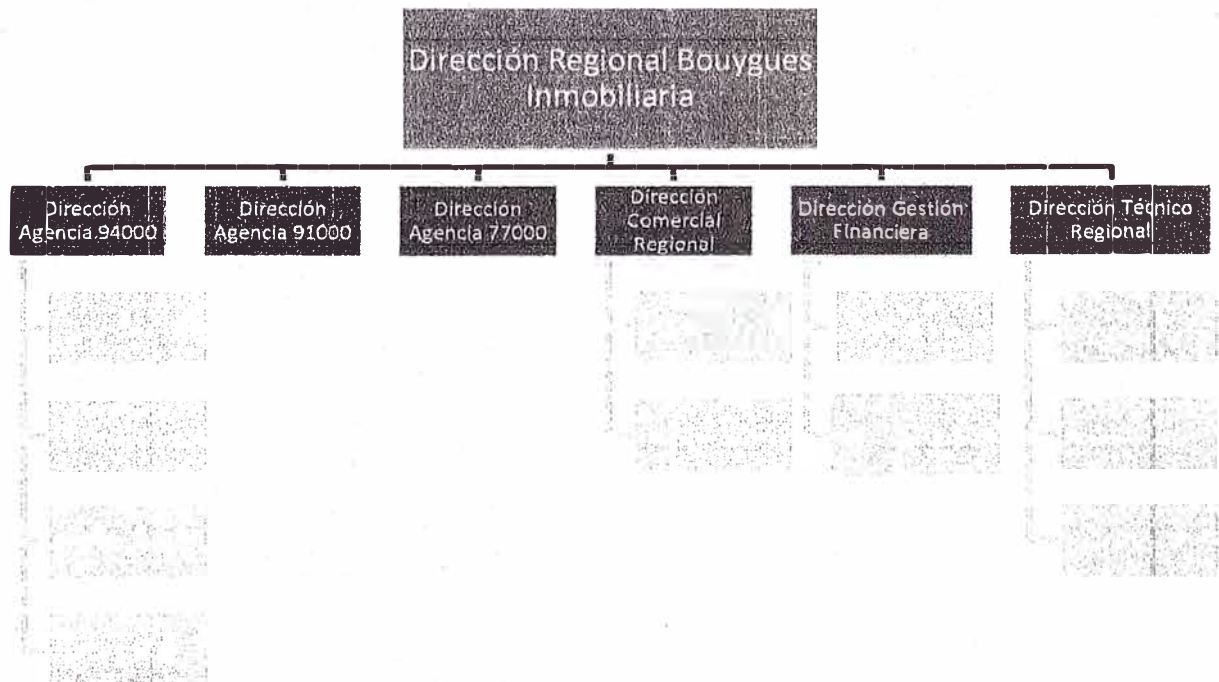 Dirección Regional Bouygues
Inmobiliaria
Dirección
Agencia 94000
Dirección
Agencia 91000
Dirección
Agencia 77000
Dirección
Comercial
Regional
Dirección Gestión
Financiera
Dirección Técnico
Regional